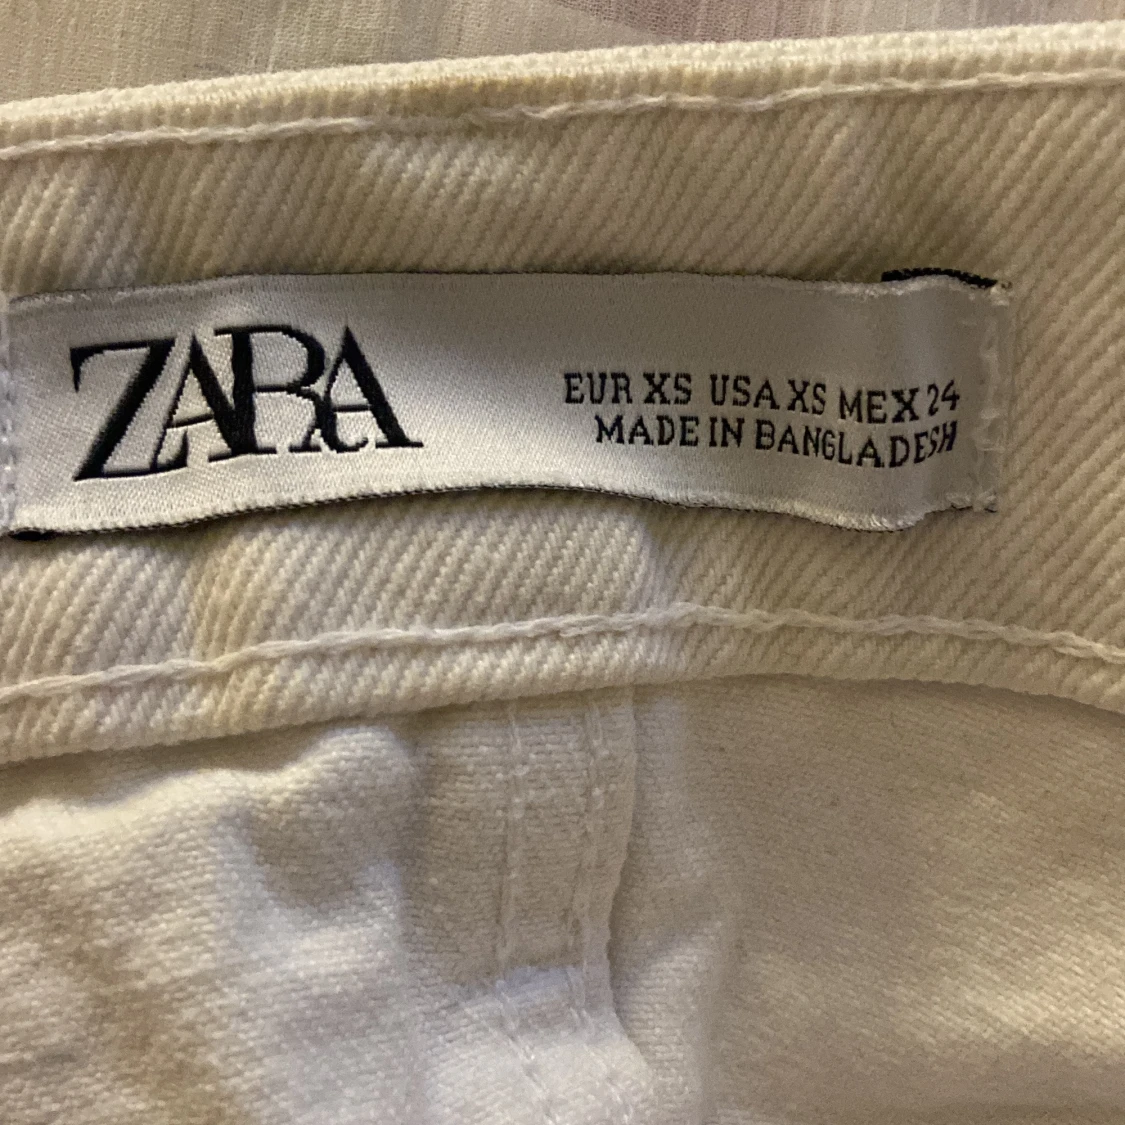 ZARA
EUR XS USA XS MEX 24
MADE IN BANGLADESH